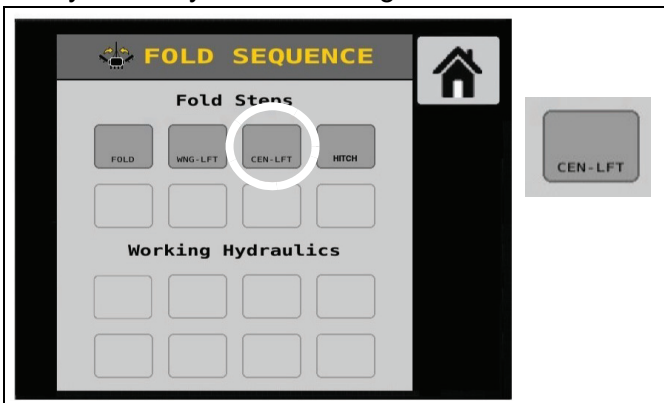 FOLD SEQUENCE
Fold Steps
FOLD WNG-LFT CEN-LFT HITCH
CEN-LFT
Working Hydraulics